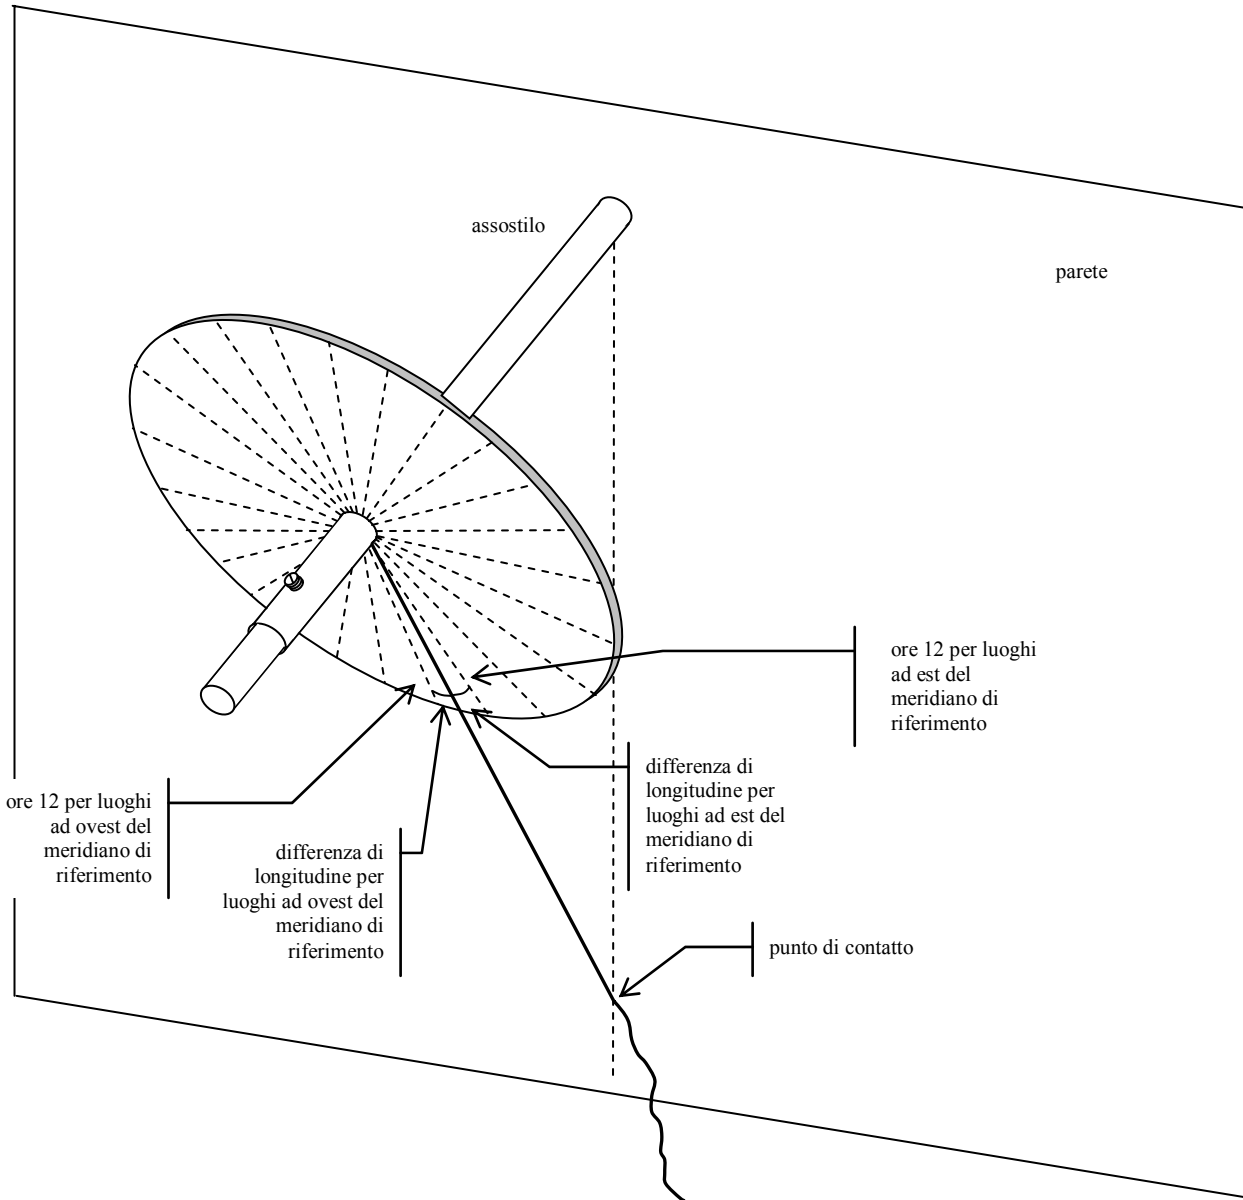 assostilo
parete
ore 12 per luoghi
ad est del
meridiano di
riferimento
differenza di
longitudine per
luoghi ad est del
meridiano di
riferimento
ore 12 per luoghi
ad ovest del
meridiano di
riferimento
differenza di
longitudine per
luoghi ad ovest del
meridiano di
riferimento
punto di contatto